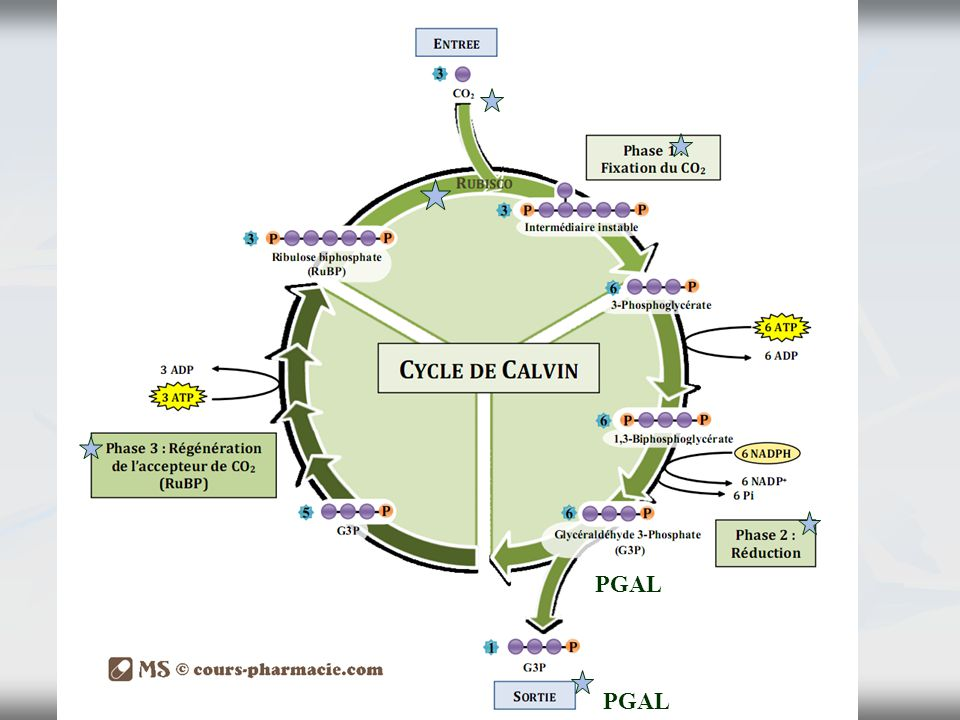 ENTREE
3
CO₂
Phase 1 :
Fixation du CO₂
RUBISCO
3 P P
Intermédiaire instable
3 P P
Ribulose biphosphate
(RuBP)
6 P
3-Phosphoglycérate
6 ATP
6 ADP
CYCLE DE CALVIN
3 ADP
3 ATP
6 P P
1,3-Biphosphoglycérate
6 NADPH
6 NADP⁺
6 Pi
Phase 3 : Régénération
de l'accepteur de CO₂
(RuBP)
5 P
G3P
6 P
Glycéraldéhyde 3-Phosphate
(G3P)
Phase 2 :
Réduction
PGAL
1 P
G3P
MS © cours-pharmacie.com
SORTIE
PGAL